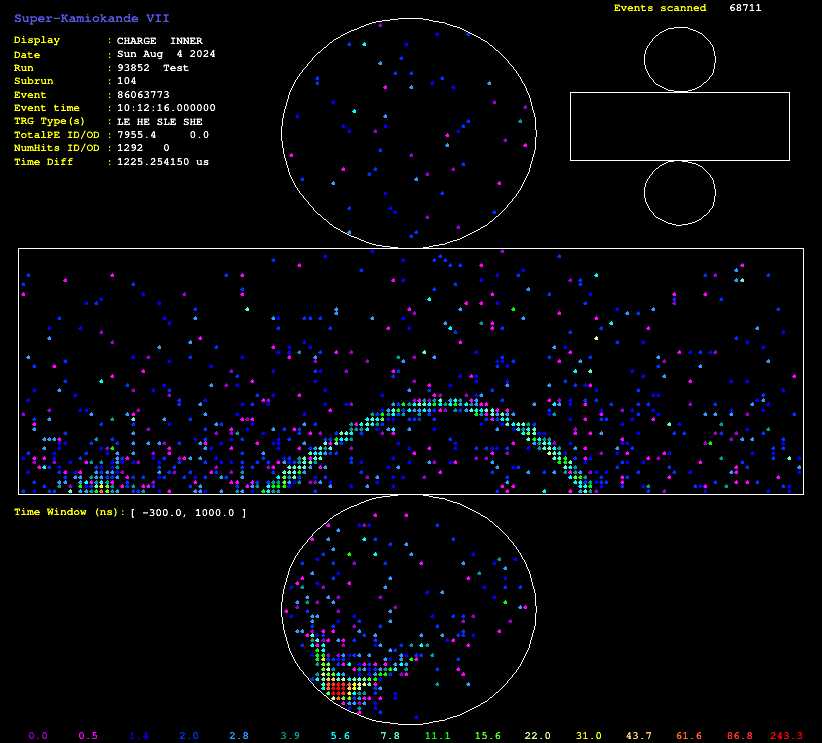 Super-Kamiokande VII
Events scanned 68711
Display : CHARGE INNER
Date : Sun Aug 4 2024
Run : 93852 Test
Subrun : 104
Event : 86063773
Event time : 10:12:16.000000
TRG Type(s) : LE HE SLE SHE
TotalPE ID/OD : 7955.4 0.0
NumHits ID/OD : 1292 0
Time Diff : 1225.254150 us
Time Window (ns): [ -300.0, 1000.0 ]
0.0 0.5 1.4 2.0 2.8 3.9 5.6 7.8 11.1 15.6 22.0 31.0 43.7 61.6 86.8 243.3